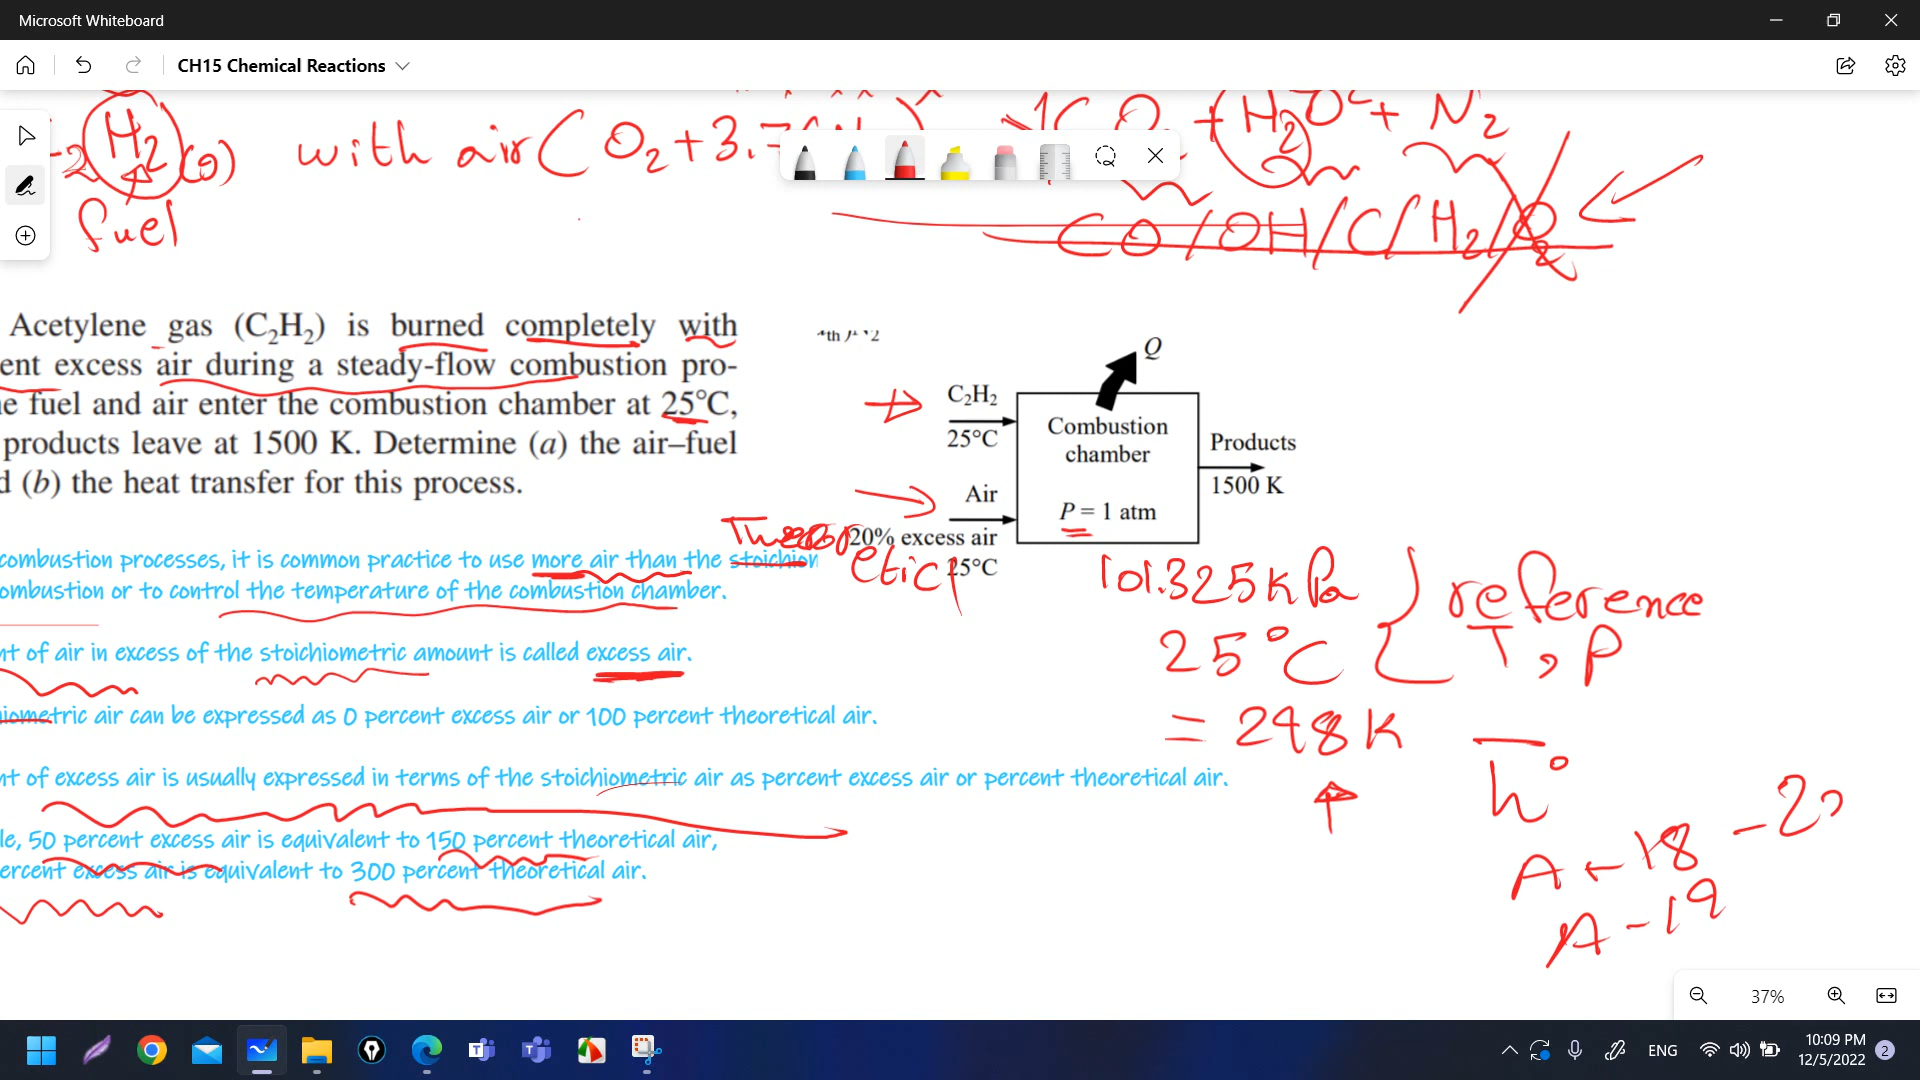 Microsoft Whiteboard
CH15 Chemical Reactions
H2 (g) with air ( O2 + 3.
fuel
+ H2O + N2
CO / OH / C / H2 / O2
Acetylene gas (C2H2) is burned completely with
ent excess air during a steady-flow combustion pro-
e fuel and air enter the combustion chamber at 25°C,
products leave at 1500 K. Determine (a) the air–fuel
d (b) the heat transfer for this process.
Q
C2H2
25°C
Combustion
chamber
Products
1500 K
Air
P = 1 atm
20% excess air
25°C
Theor
etical
combustion processes, it is common practice to use more air than the stoichion
ombustion or to control the temperature of the combustion chamber.
nt of air in excess of the stoichiometric amount is called excess air.
iometric air can be expressed as 0 percent excess air or 100 percent theoretical air.
nt of excess air is usually expressed in terms of the stoichiometric air as percent excess air or percent theoretical air.
le, 50 percent excess air is equivalent to 150 percent theoretical air,
ercent excess air is equivalent to 300 percent theoretical air.
101.325 kPa
25°C
reference
T, P
= 298 K
h°
A - 18 - 2
A - 19
37%
ENG
10:09 PM
12/5/2022
2